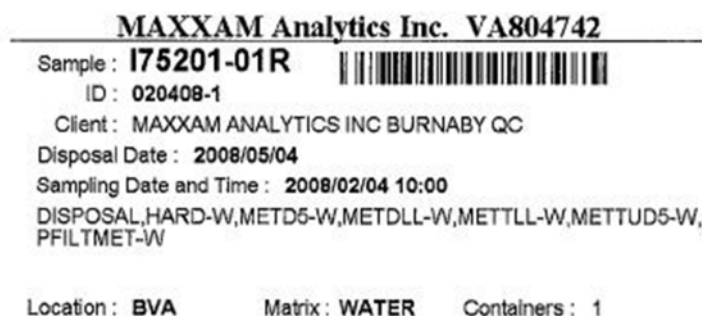 MAXXAM Analytics Inc. VA804742
Sample : I75201-01R
ID : 020408-1
Client : MAXXAM ANALYTICS INC BURNABY QC
Disposal Date : 2008/05/04
Sampling Date and Time : 2008/02/04 10:00
DISPOSAL,HARD-W,METD5-W,METDLL-W,METTLL-W,METTUD5-W,
PFILTMET-W
Location : BVA Matrix : WATER Containers : 1